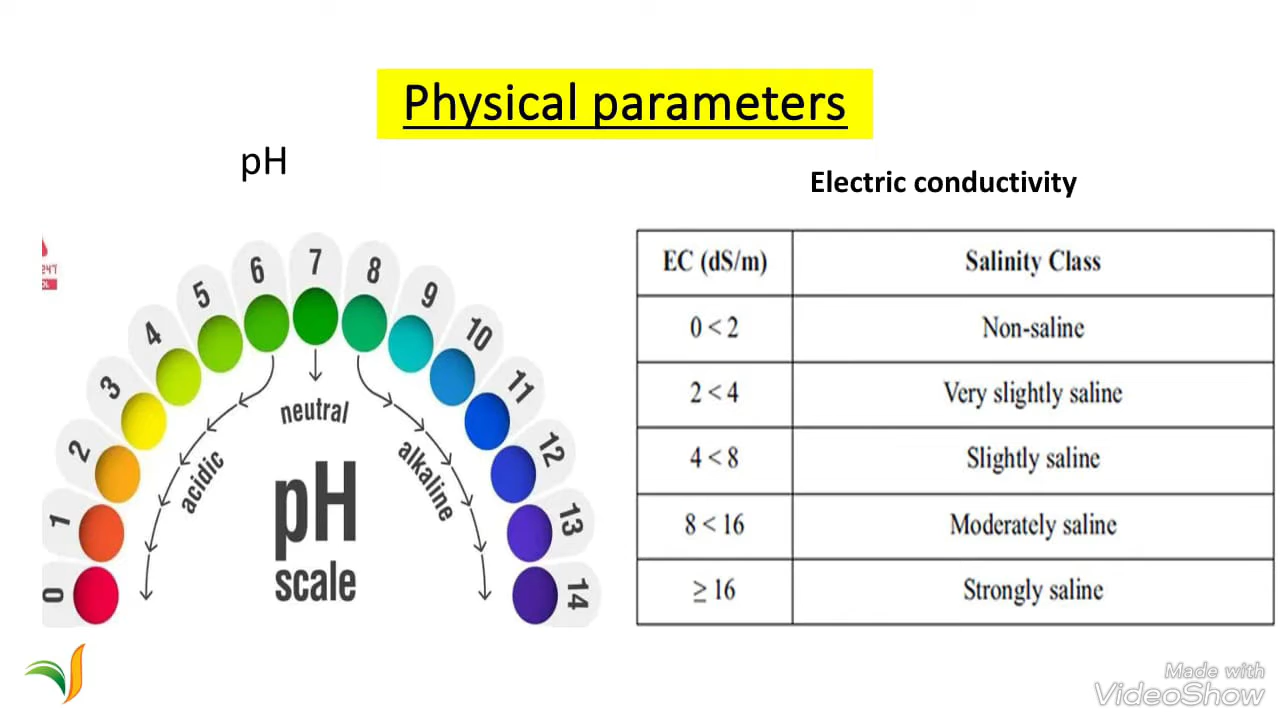 Physical parameters
pH
Electric conductivity
0
1
2
3
4
5
6
7
8
9
10
11
12
13
14
neutral
acidic
alkaline
pH
scale
EC (dS/m) Salinity Class
0 < 2 Non-saline
2 < 4 Very slightly saline
4 < 8 Slightly saline
8 < 16 Moderately saline
≥ 16 Strongly saline
Made with
VideoShow